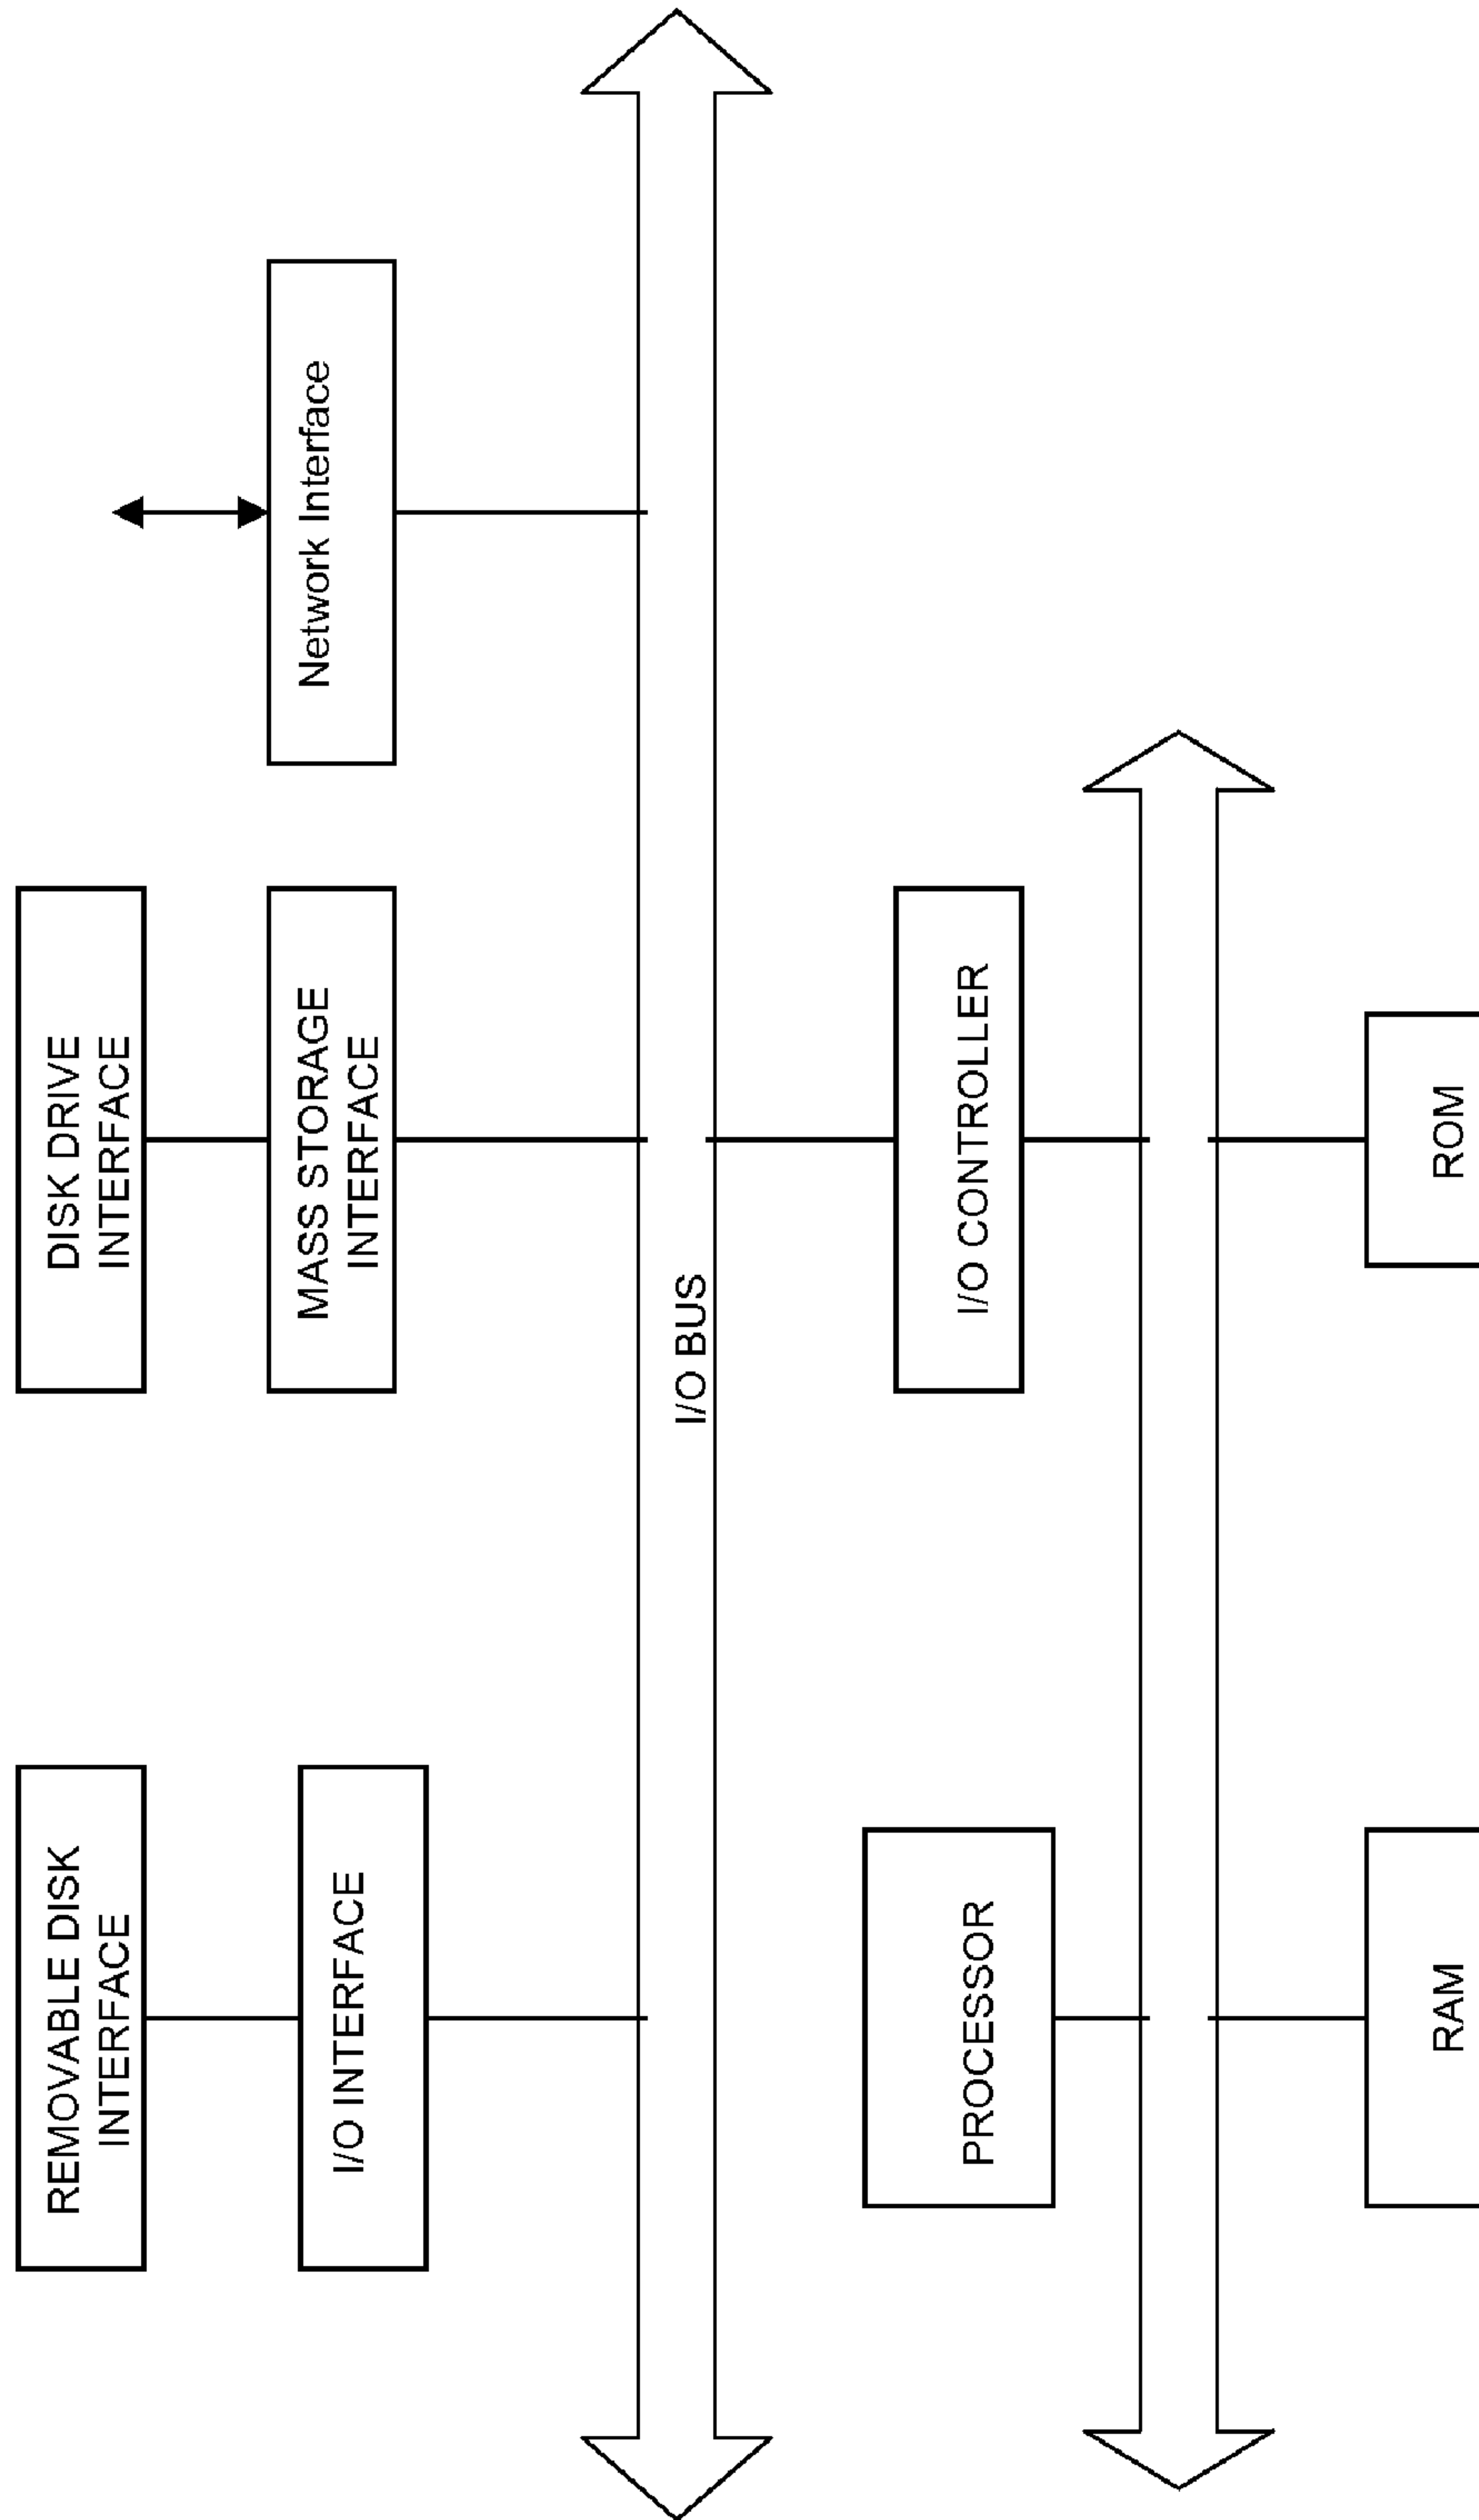 REMOVABLE DISK
INTERFACE
DISK DRIVE
INTERFACE
I/O INTERFACE
MASS STORAGE
INTERFACE
Network Interface
I/O BUS
PROCESSOR
I/O CONTROLLER
RAM
ROM